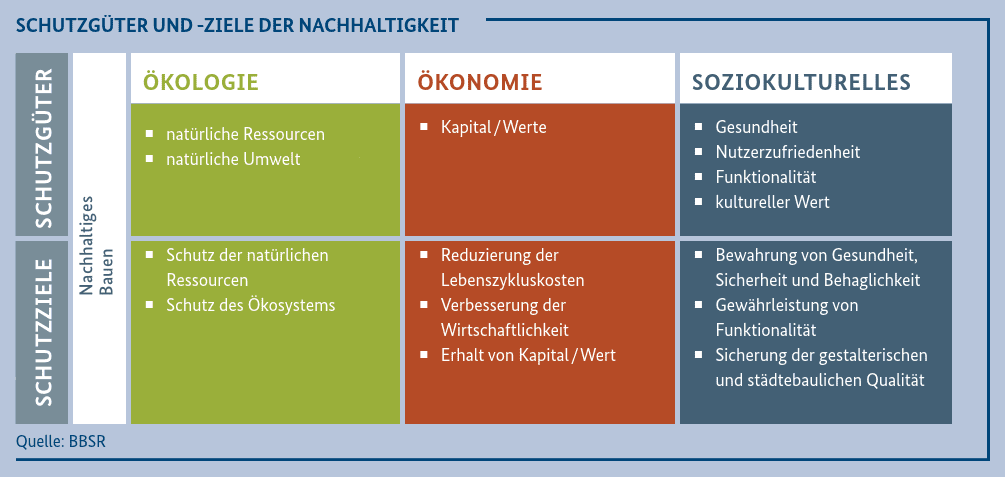 SCHUTZGÜTER UND -ZIELE DER NACHHALTIGKEIT
SCHUTZGÜTER
Nachhaltiges
Bauen
ÖKOLOGIE
▪ natürliche Ressourcen
▪ natürliche Umwelt
ÖKONOMIE
▪ Kapital / Werte
SOZIOKULTURELLES
▪ Gesundheit
▪ Nutzerzufriedenheit
▪ Funktionalität
▪ kultureller Wert
SCHUTZZIELE
▪ Schutz der natürlichen
Ressourcen
▪ Schutz des Ökosystems
▪ Reduzierung der
Lebenszykluskosten
▪ Verbesserung der
Wirtschaftlichkeit
▪ Erhalt von Kapital / Wert
▪ Bewahrung von Gesundheit,
Sicherheit und Behaglichkeit
▪ Gewährleistung von
Funktionalität
▪ Sicherung der gestalterischen
und städtebaulichen Qualität
Quelle: BBSR